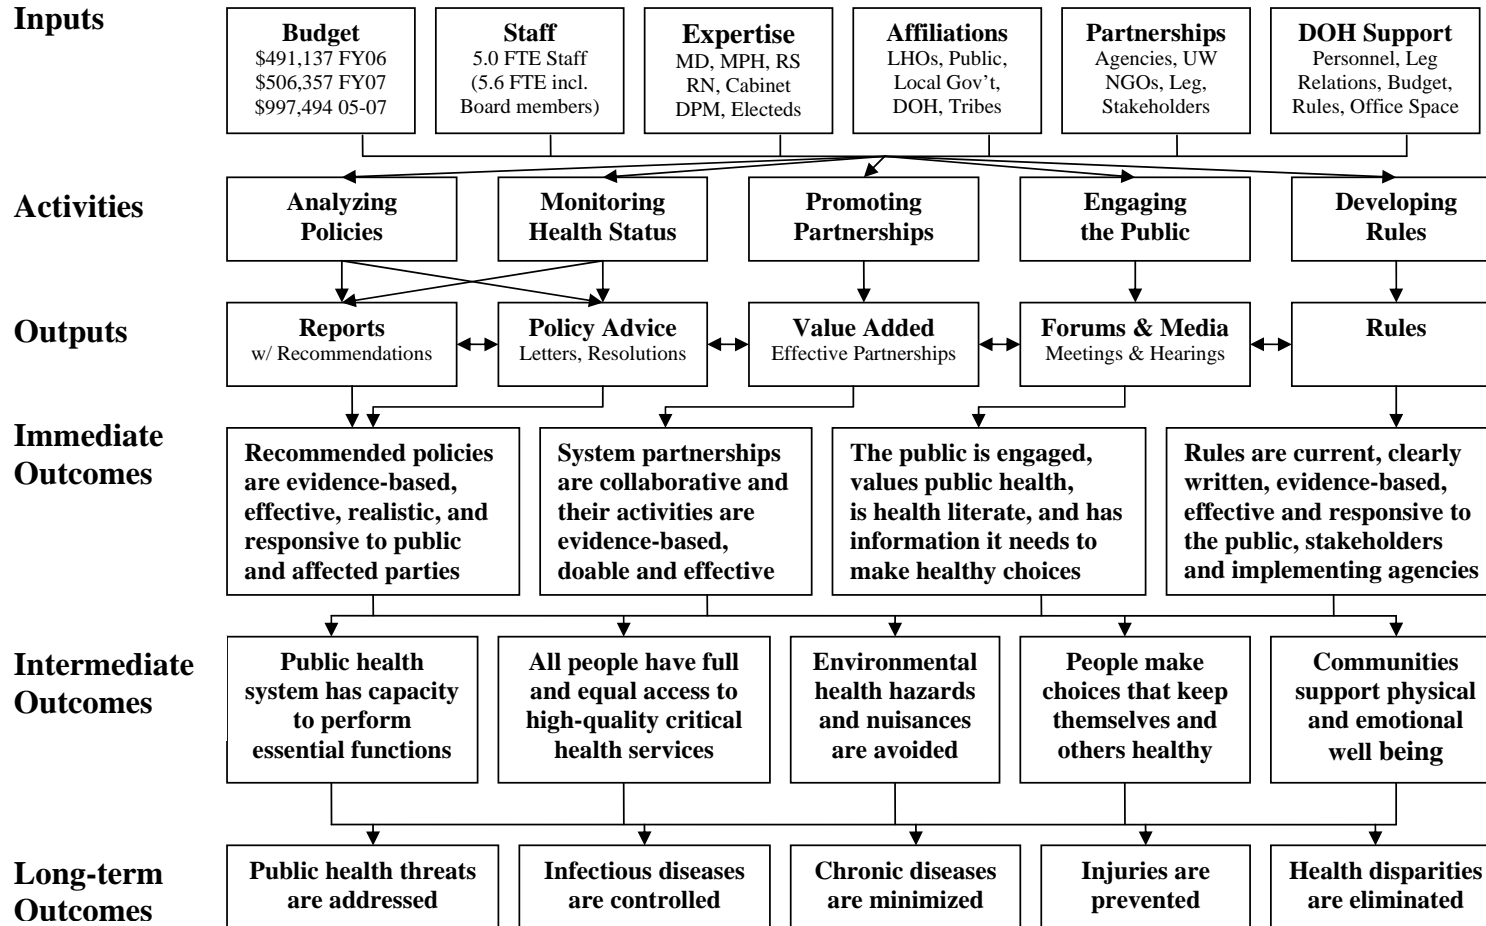 Inputs
Budget
$491,137 FY06
$506,357 FY07
$997,494 05-07
Staff
5.0 FTE Staff
(5.6 FTE incl.
Board members)
Expertise
MD, MPH, RS
RN, Cabinet
DPM, Electeds
Affiliations
LHOs, Public,
Local Gov't,
DOH, Tribes
Partnerships
Agencies, UW
NGOs, Leg,
Stakeholders
DOH Support
Personnel, Leg
Relations, Budget,
Rules, Office Space
Activities
Analyzing
Policies
Monitoring
Health Status
Promoting
Partnerships
Engaging
the Public
Developing
Rules
Outputs
Reports
w/ Recommendations
Policy Advice
Letters, Resolutions
Value Added
Effective Partnerships
Forums & Media
Meetings & Hearings
Rules
Immediate
Outcomes
Recommended policies
are evidence-based,
effective, realistic, and
responsive to public
and affected parties
System partnerships
are collaborative and
their activities are
evidence-based,
doable and effective
The public is engaged,
values public health,
is health literate, and has
information it needs to
make healthy choices
Rules are current, clearly
written, evidence-based,
effective and responsive to
the public, stakeholders
and implementing agencies
Intermediate
Outcomes
Public health
system has capacity
to perform
essential functions
All people have full
and equal access to
high-quality critical
health services
Environmental
health hazards
and nuisances
are avoided
People make
choices that keep
themselves and
others healthy
Communities
support physical
and emotional
well being
Long-term
Outcomes
Public health threats
are addressed
Infectious diseases
are controlled
Chronic diseases
are minimized
Injuries are
prevented
Health disparities
are eliminated